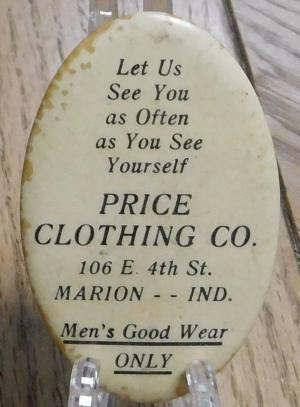 Let Us
See You
as Often
as You See
Yourself
PRICE
CLOTHING CO.
106 E. 4th St.
MARION - - IND.
Men's Good Wear
ONLY